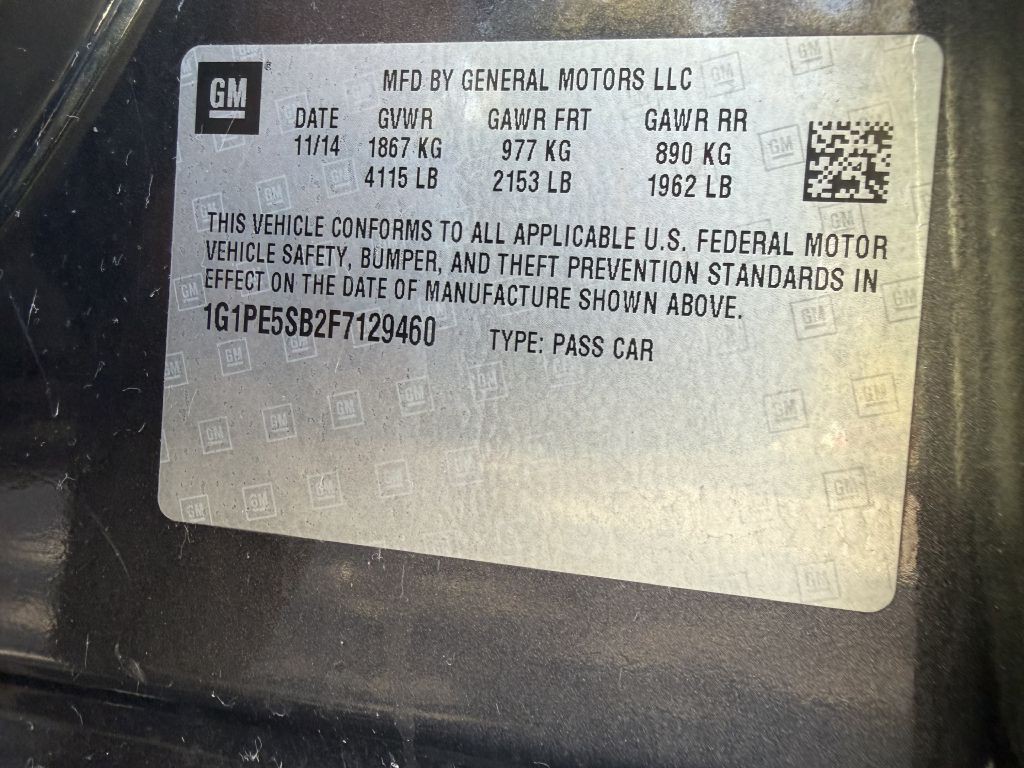 GM
MFD BY GENERAL MOTORS LLC
DATE GVWR GAWR FRT GAWR RR
11/14 1867 KG 977 KG 890 KG
4115 LB 2153 LB 1962 LB
THIS VEHICLE CONFORMS TO ALL APPLICABLE U.S. FEDERAL MOTOR
VEHICLE SAFETY, BUMPER, AND THEFT PREVENTION STANDARDS IN
EFFECT ON THE DATE OF MANUFACTURE SHOWN ABOVE.
1G1PE5SB2F7129460 TYPE: PASS CAR